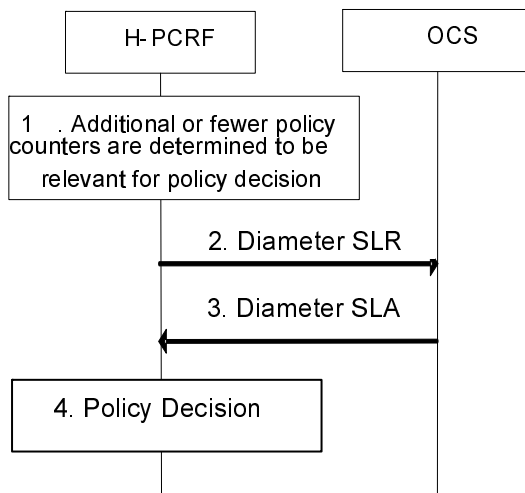 H-PCRF
OCS
1 . Additional or fewer policy
counters are determined to be
relevant for policy decision
2. Diameter SLR
3. Diameter SLA
4. Policy Decision